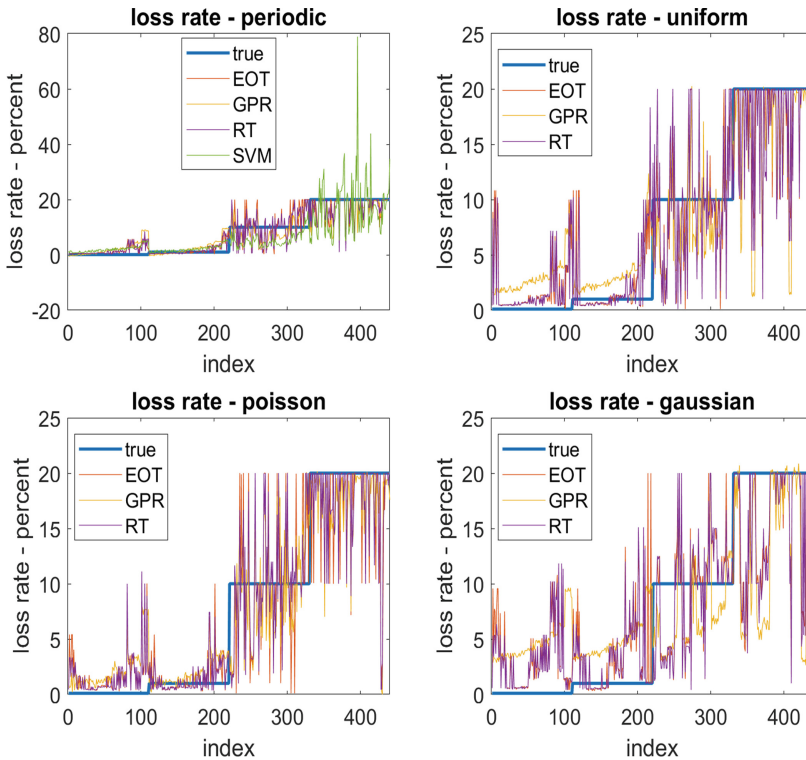 loss rate - periodic
loss rate - percent
80
60
40
20
0
-20
true
EOT
GPR
RT
SVM
0
100
200
300
400
index
loss rate - uniform
loss rate - percent
25
20
15
10
5
0
true
EOT
GPR
RT
0
100
200
300
400
index
loss rate - poisson
loss rate - percent
25
20
15
10
5
0
true
EOT
GPR
RT
0
100
200
300
400
index
loss rate - gaussian
loss rate - percent
25
20
15
10
5
0
true
EOT
GPR
RT
0
100
200
300
400
index